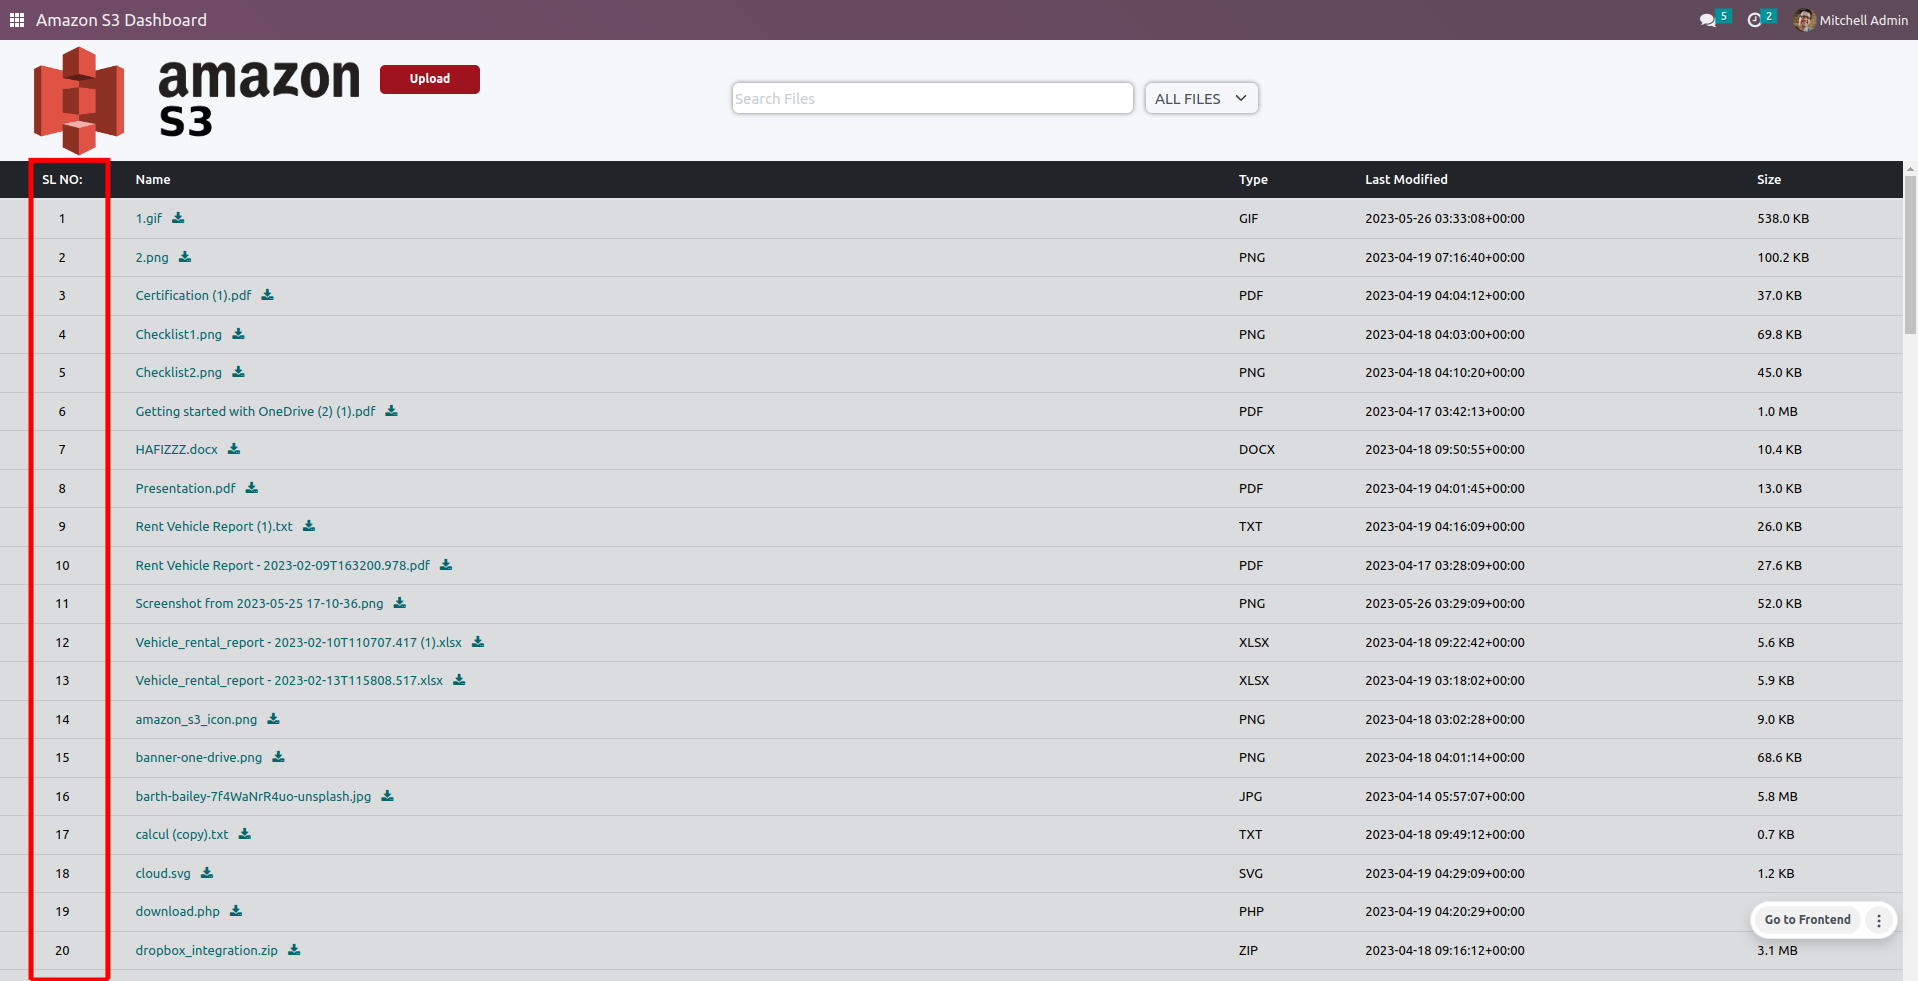 Amazon S3 Dashboard 5 2 Mitchell Admin
amazon
S3
Upload
Search Files ALL FILES
SL NO: Name Type Last Modified Size
1 1.gif GIF 2023-05-26 03:33:08+00:00 538.0 KB
2 2.png PNG 2023-04-19 07:16:40+00:00 100.2 KB
3 Certification (1).pdf PDF 2023-04-19 04:04:12+00:00 37.0 KB
4 Checklist1.png PNG 2023-04-18 04:03:00+00:00 69.8 KB
5 Checklist2.png PNG 2023-04-18 04:10:20+00:00 45.0 KB
6 Getting started with OneDrive (2) (1).pdf PDF 2023-04-17 03:42:13+00:00 1.0 MB
7 HAFIZZZ.docx DOCX 2023-04-18 09:50:55+00:00 10.4 KB
8 Presentation.pdf PDF 2023-04-19 04:01:45+00:00 13.0 KB
9 Rent Vehicle Report (1).txt TXT 2023-04-19 04:16:09+00:00 26.0 KB
10 Rent Vehicle Report - 2023-02-09T163200.978.pdf PDF 2023-04-17 03:28:09+00:00 27.6 KB
11 Screenshot from 2023-05-25 17-10-36.png PNG 2023-05-26 03:29:09+00:00 52.0 KB
12 Vehicle_rental_report - 2023-02-10T110707.417 (1).xlsx XLSX 2023-04-18 09:22:42+00:00 5.6 KB
13 Vehicle_rental_report - 2023-02-13T115808.517.xlsx XLSX 2023-04-19 03:18:02+00:00 5.9 KB
14 amazon_s3_icon.png PNG 2023-04-18 03:02:28+00:00 9.0 KB
15 banner-one-drive.png PNG 2023-04-18 04:01:14+00:00 68.6 KB
16 barth-bailey-7f4WaNrR4uo-unsplash.jpg JPG 2023-04-14 05:57:07+00:00 5.8 MB
17 calcul (copy).txt TXT 2023-04-18 09:49:12+00:00 0.7 KB
18 cloud.svg SVG 2023-04-19 04:29:09+00:00 1.2 KB
19 download.php PHP 2023-04-19 04:20:29+00:00
Go to Frontend
20 dropbox_integration.zip ZIP 2023-04-18 09:16:12+00:00 3.1 MB